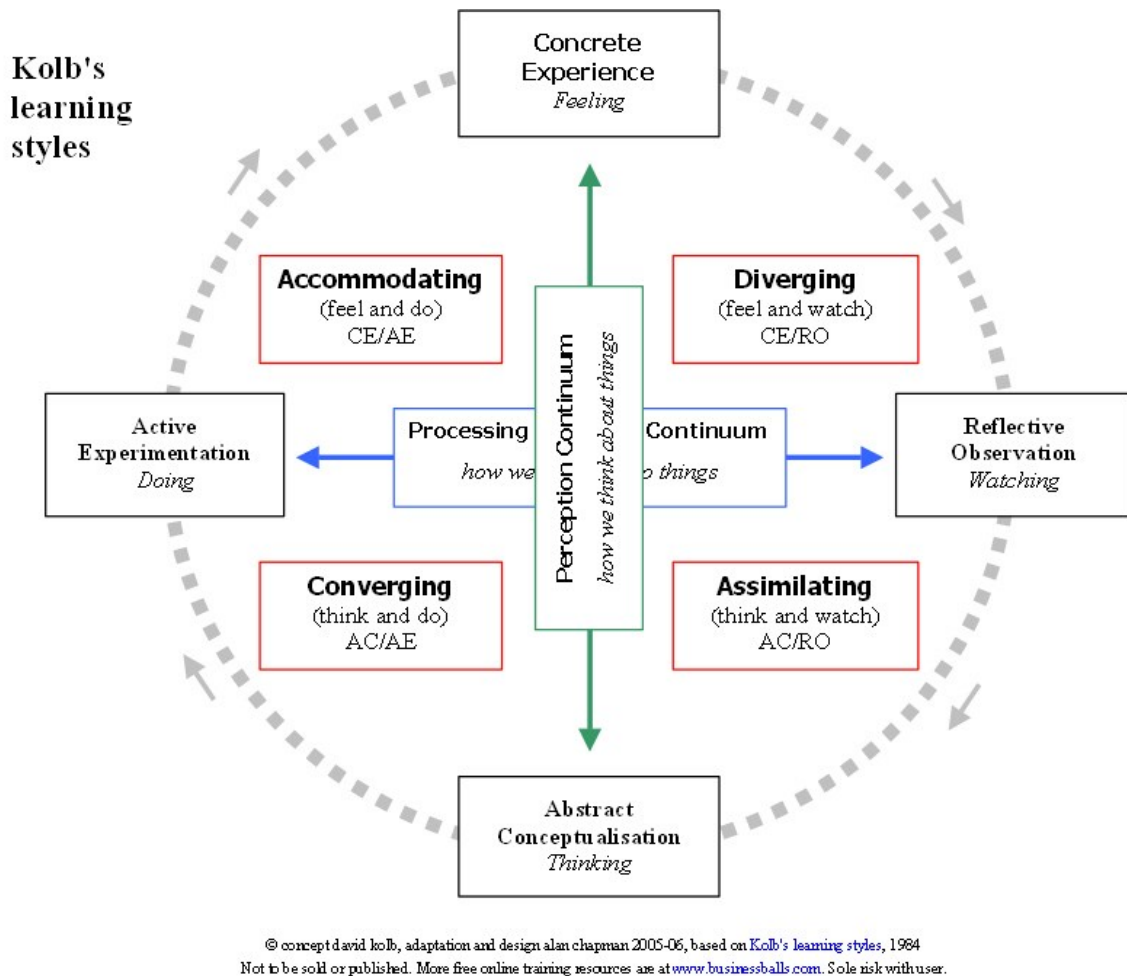 Kolb's
learning
styles
Concrete
Experience
Feeling
Accommodating
(feel and do)
CE/AE
Diverging
(feel and watch)
CE/RO
Active
Experimentation
Doing
Processing Continuum
how we o things
Perception Continuum
how we think about things
Reflective
Observation
Watching
Converging
(think and do)
AC/AE
Assimilating
(think and watch)
AC/RO
Abstract
Conceptualisation
Thinking
© concept david kolb, adaptation and design alan chapman 2005-06, based on Kolb's learning styles, 1984
Not to be sold or published. More free online training resources are at www.businessballs.com. Sole risk with user.